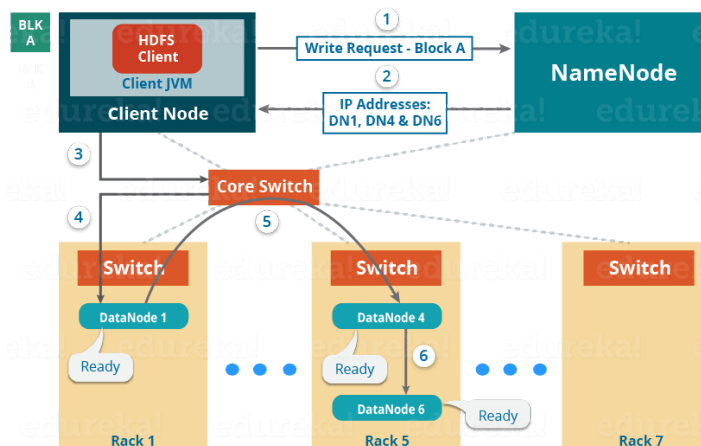 BLK
A
HDFS
Client
Client JVM
Client Node
1
Write Request - Block A
2
IP Addresses:
DN1, DN4 & DN6
NameNode
3
Core Switch
4
5
Switch
Switch
Switch
DataNode 1
DataNode 4
Ready
Ready
6
DataNode 6
Ready
Rack 1
Rack 5
Rack 7
edureka!